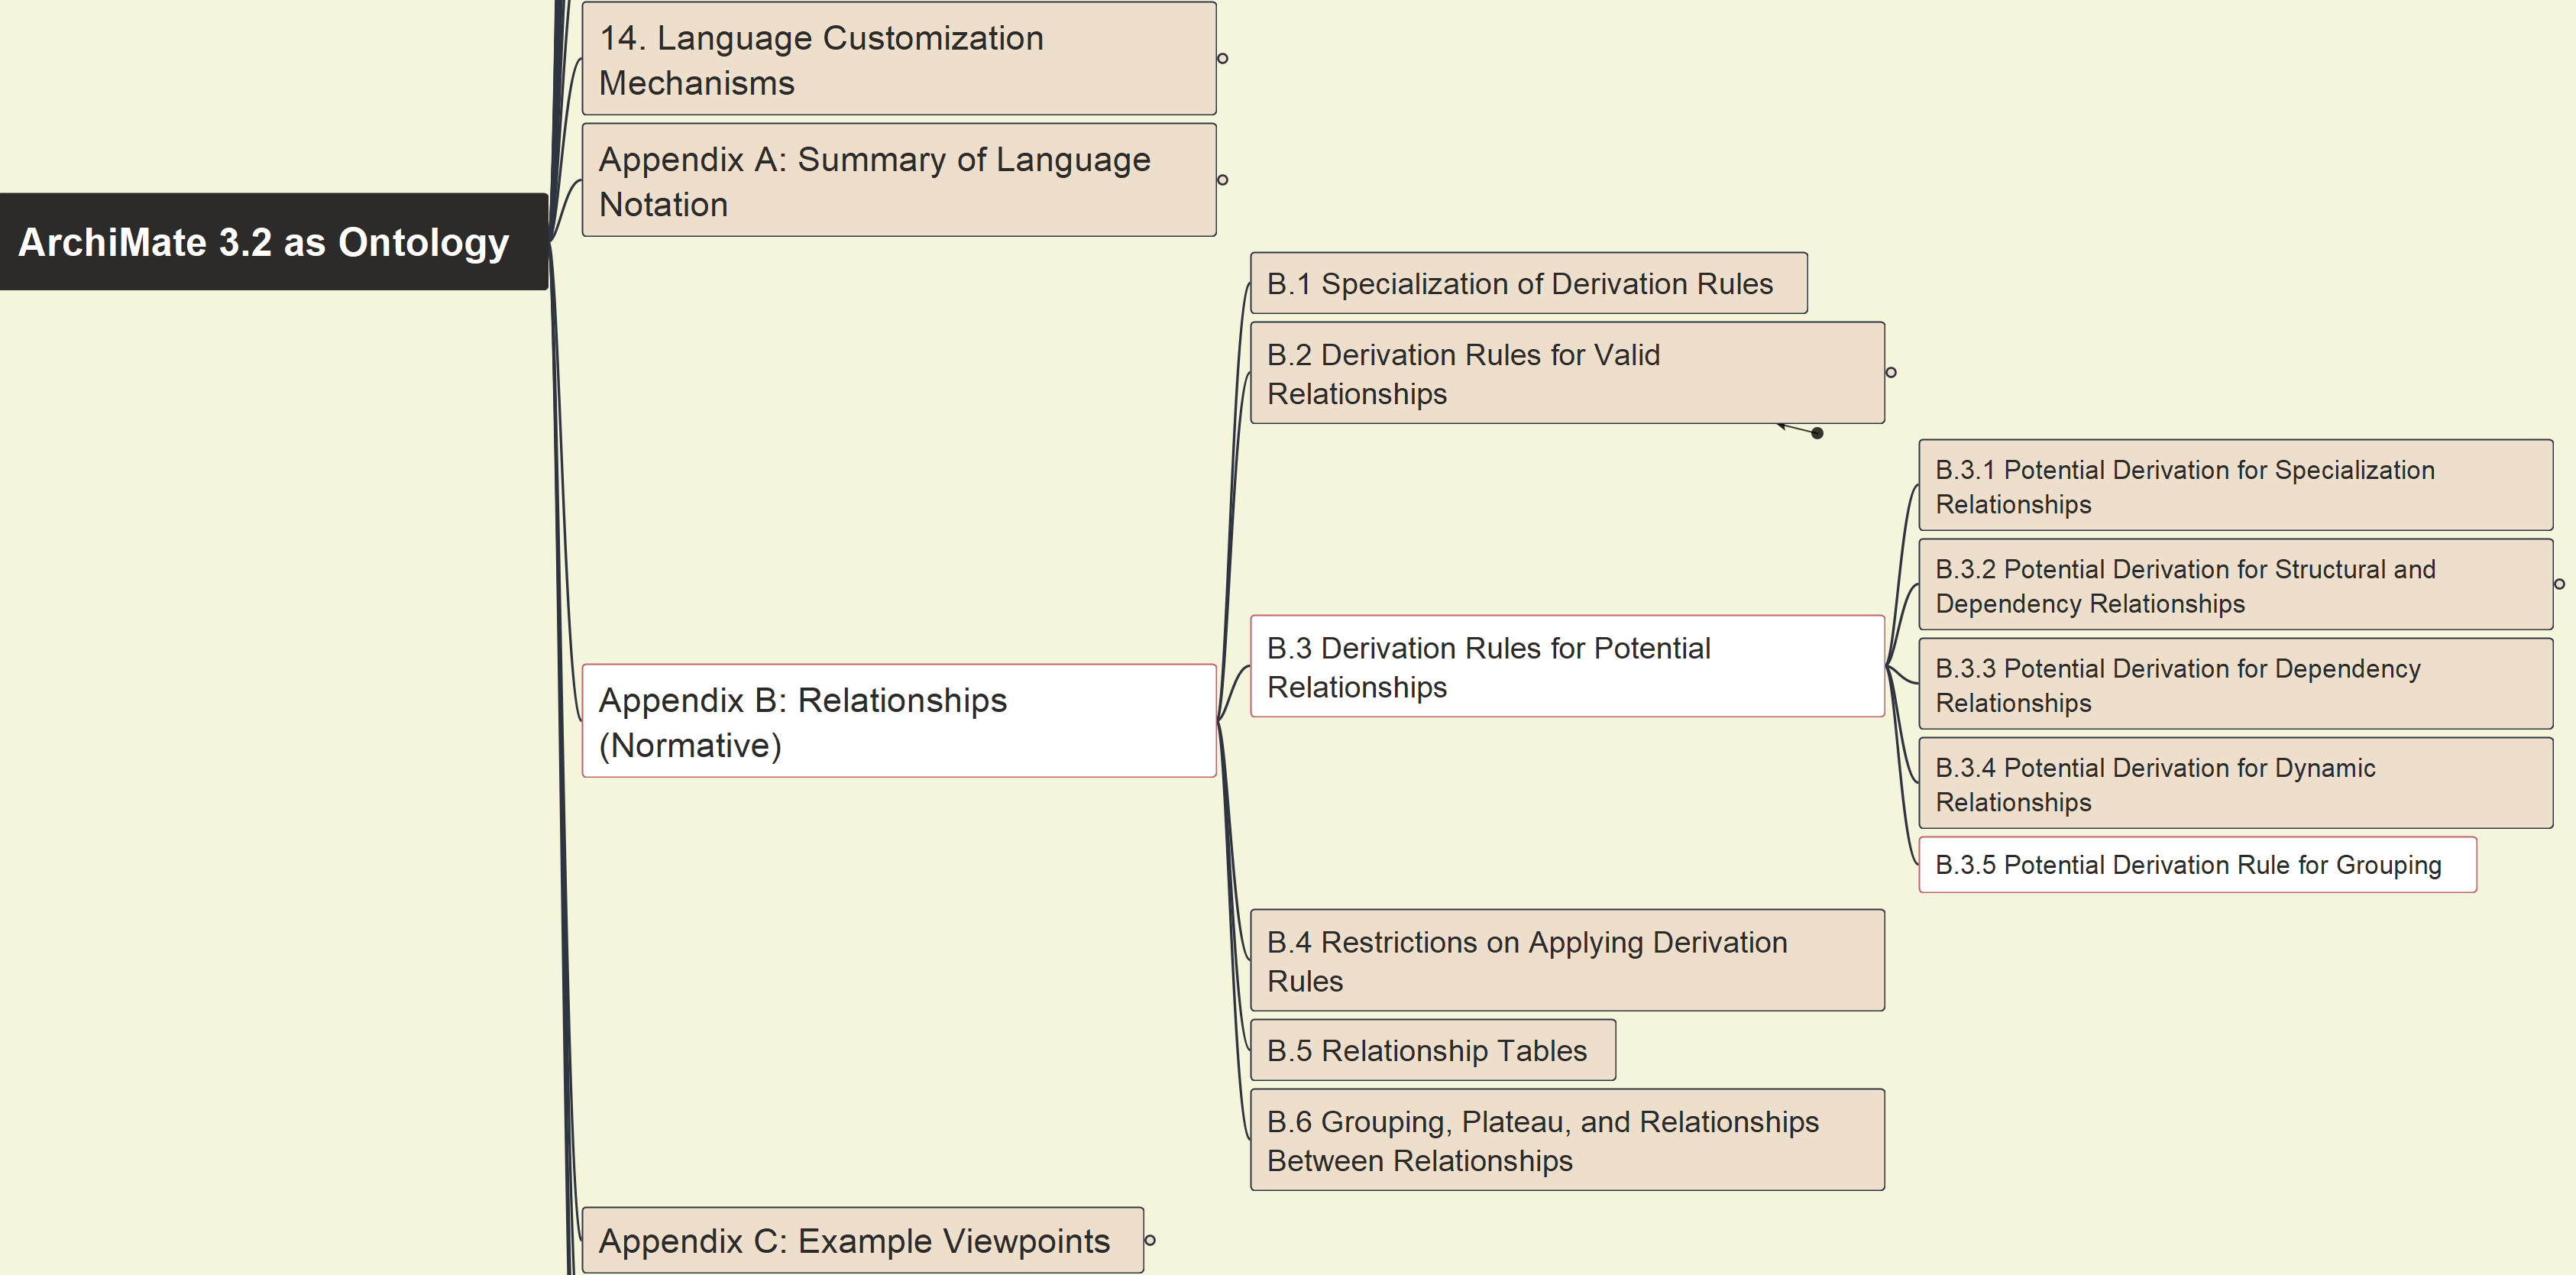 14. Language Customization
Mechanisms
Appendix A: Summary of Language
Notation
ArchiMate 3.2 as Ontology
B.1 Specialization of Derivation Rules
B.2 Derivation Rules for Valid
Relationships
B.3.1 Potential Derivation for Specialization
Relationships
B.3.2 Potential Derivation for Structural and
Dependency Relationships
B.3 Derivation Rules for Potential
Relationships
B.3.3 Potential Derivation for Dependency
Relationships
Appendix B: Relationships
(Normative)
B.3.4 Potential Derivation for Dynamic
Relationships
B.3.5 Potential Derivation Rule for Grouping
B.4 Restrictions on Applying Derivation
Rules
B.5 Relationship Tables
B.6 Grouping, Plateau, and Relationships
Between Relationships
Appendix C: Example Viewpoints